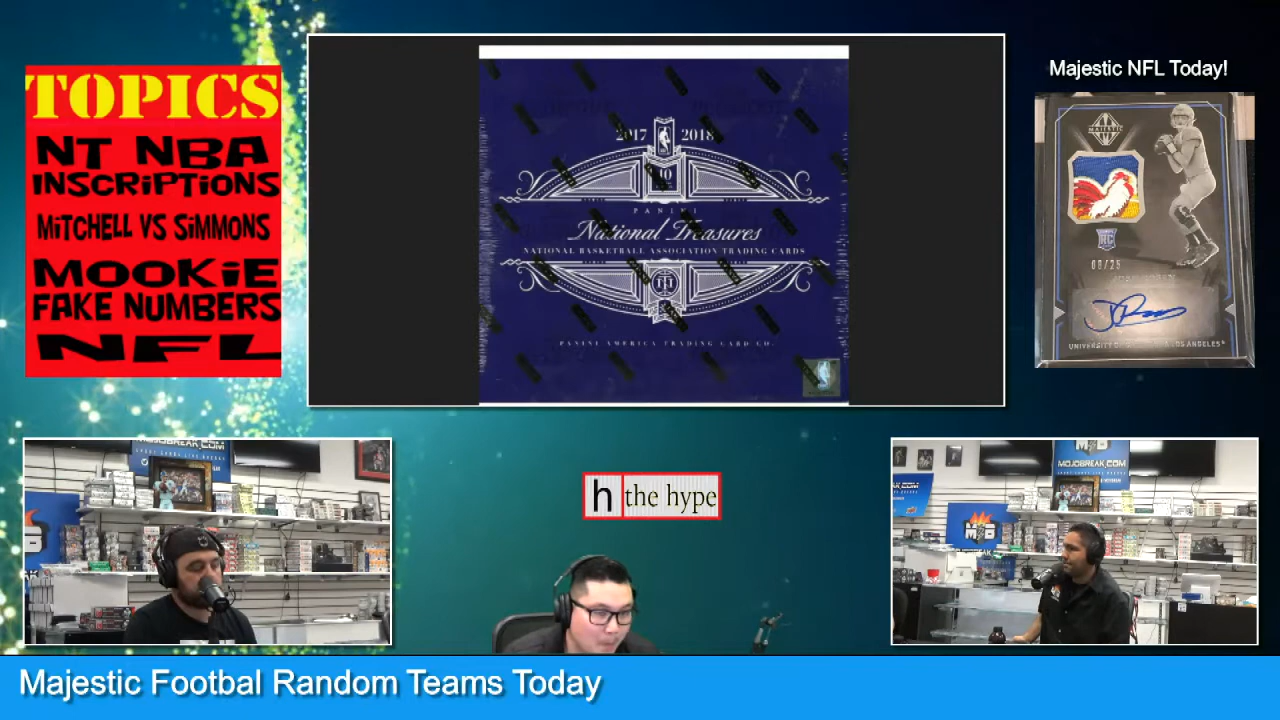 TOPICS
NT NBA
INSCRIPTIONS
MITCHELL VS SIMMONS
MOOKIE
FAKE NUMBERS
NFL
2017 2018
PANINI
National Treasures
NATIONAL BASKETBALL ASSOCIATION TRADING CARDS
PANINI AMERICA TRADING CARD CO.
Majestic NFL Today!
MAJESTIC
RC
08/25
UNIVERSITY OF LOS ANGELES
MOJOBREAK.COM
h the hype
MOJOBREAK.COM
Majestic Footbal Random Teams Today